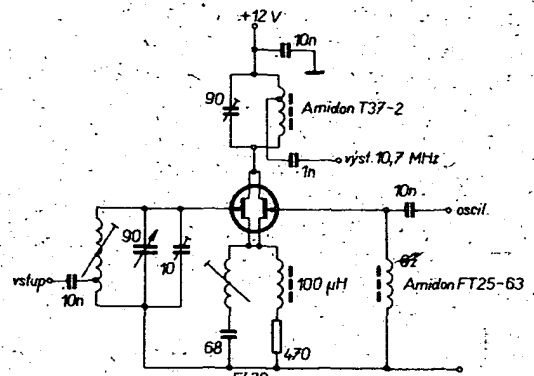 +12 V
10n
90
Amidon T37-2
výst. 10,7 MHz
1n
10n
oscil.
90
10
vstup
10n
100 µH
Amidon FT25-63
68
470